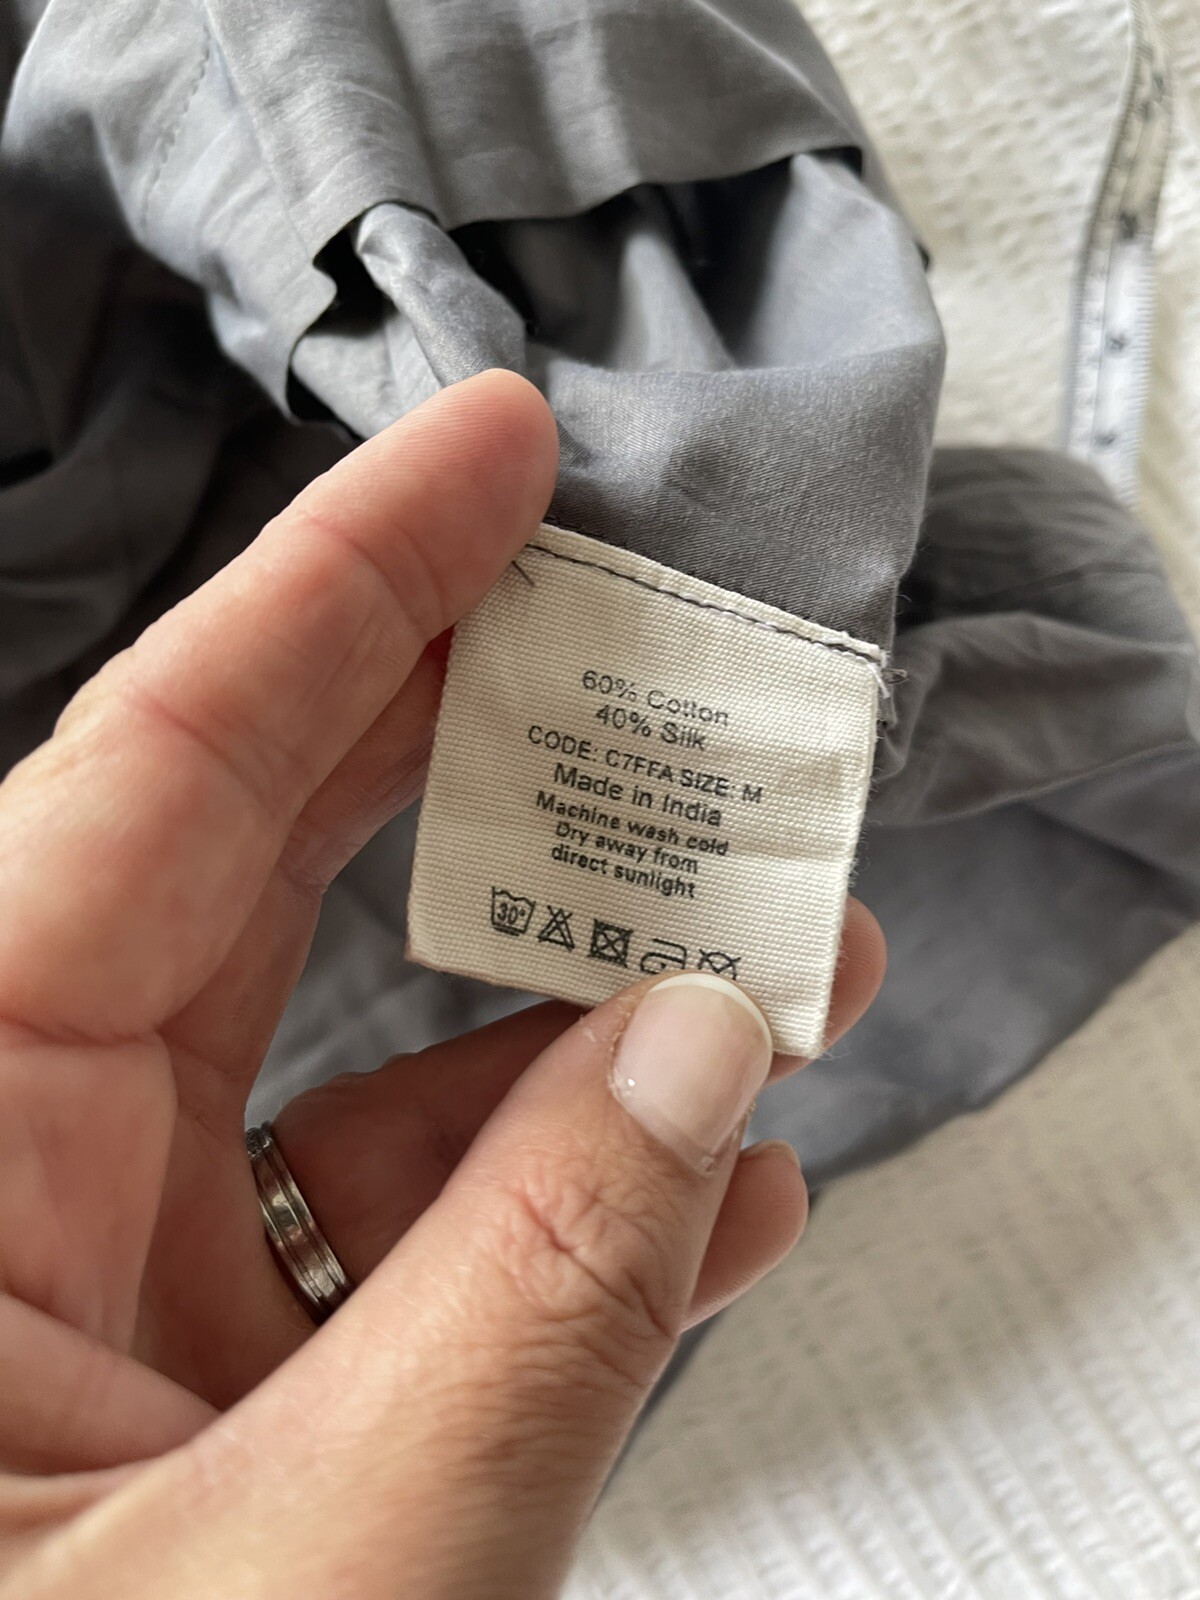 60% Cotton
40% Silk
CODE: C7FFA SIZE: M
Made in India
Machine wash cold
Dry away from
direct sunlight
30°